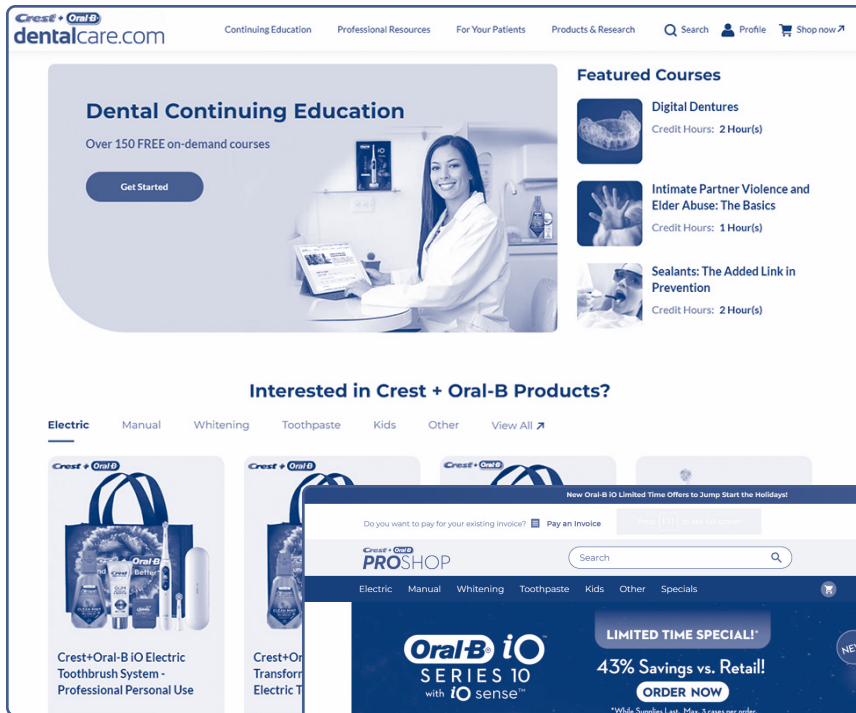 Crest + Oral-B
dentalcare.com
Continuing Education
Professional Resources
For Your Patients
Products & Research
Search
Profile
Shop now
Dental Continuing Education
Over 150 FREE on-demand courses
Get Started
Featured Courses
Digital Dentures
Credit Hours: 2 Hour(s)
Intimate Partner Violence and
Elder Abuse: The Basics
Credit Hours: 1 Hour(s)
Sealants: The Added Link in
Prevention
Credit Hours: 2 Hour(s)
Interested in Crest + Oral-B Products?
Electric
Manual
Whitening
Toothpaste
Kids
Other
View All
Crest + Oral-B
Crest + Oral-B
Crest + Oral-B
Crest+Oral-B iO Electric
Toothbrush System -
Professional Personal Use
Crest+Or
Transform
Electric T
New Oral-B iO Limited Time Offers to Jump Start the Holidays!
Do you want to pay for your existing invoice?
Pay an Invoice
Crest + Oral-B
PROSHOP
Search
Electric
Manual
Whitening
Toothpaste
Kids
Other
Specials
Oral-B iO™
SERIES 10
with iO sense™
LIMITED TIME SPECIAL!*
43% Savings vs. Retail!
ORDER NOW
*While Supplies Last. Max. 3 cases per order.
NEW